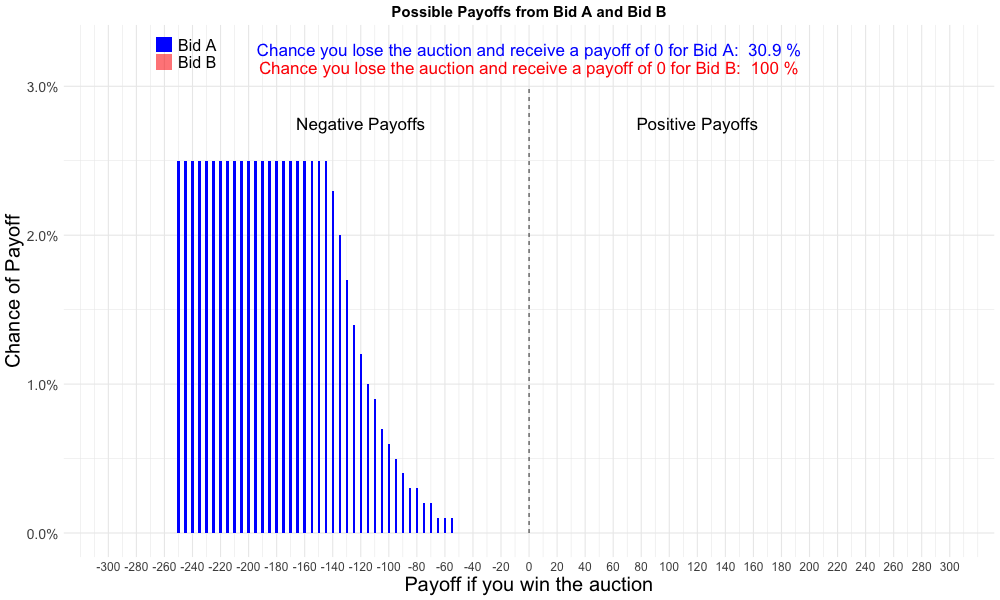 Possible Payoffs from Bid A and Bid B
Bid A
Bid B
Chance you lose the auction and receive a payoff of 0 for Bid A:  30.9 %
Chance you lose the auction and receive a payoff of 0 for Bid B:  100 %
Negative Payoffs
Positive Payoffs
Chance of Payoff
3.0%
2.0%
1.0%
0.0%
-300 -280 -260 -240 -220 -200 -180 -160 -140 -120 -100 -80 -60 -40 -20 0 20 40 60 80 100 120 140 160 180 200 220 240 260 280 300
Payoff if you win the auction